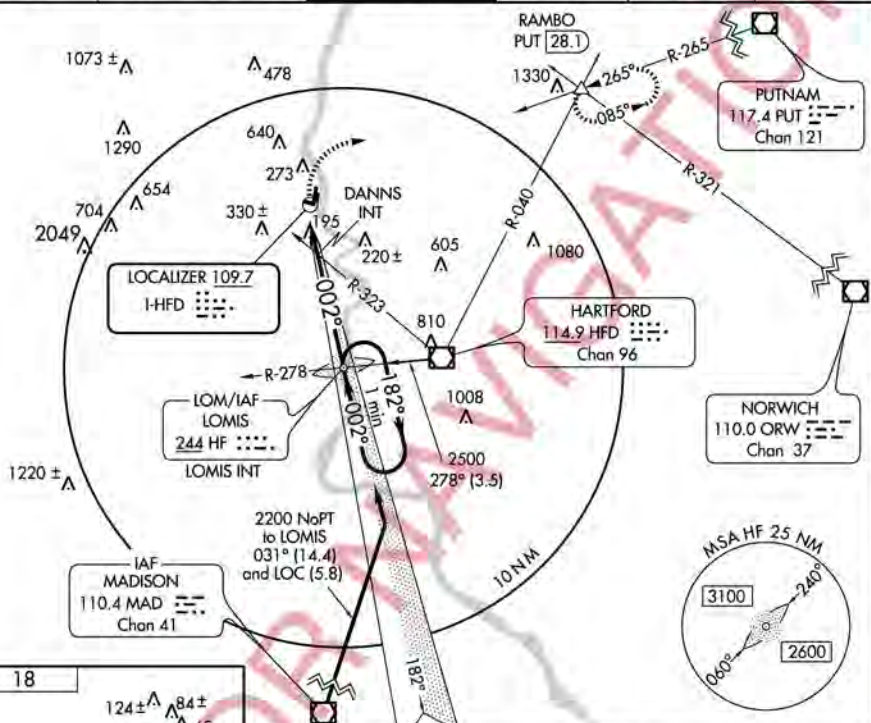 RAMBO
PUT 28.1
1073 ±
478
1330
265°
R-265
085°
PUTNAM
117.4 PUT
Chan 121
1290
640
273
R-321
654
704
2049
330 ±
195
DANNS
INT
220 ±
605
R-040
1080
LOCALIZER 109.7
I-HFD
R-323
002°
810
HARTFORD
114.9 HFD
Chan 96
R-278
LOM/IAF
LOMIS
244 HF
LOMIS INT
182°
1 min
002°
1008
2500
278° (3.5)
NORWICH
110.0 ORW
Chan 37
1220 ±
2200 NoPT
to LOMIS
031° (14.4)
and LOC (5.8)
10 NM
IAF
MADISON
110.4 MAD
Chan 41
MSA HF 25 NM
3100
240°
060°
2600
182°
18
124±
84±
OR NAVIGATION